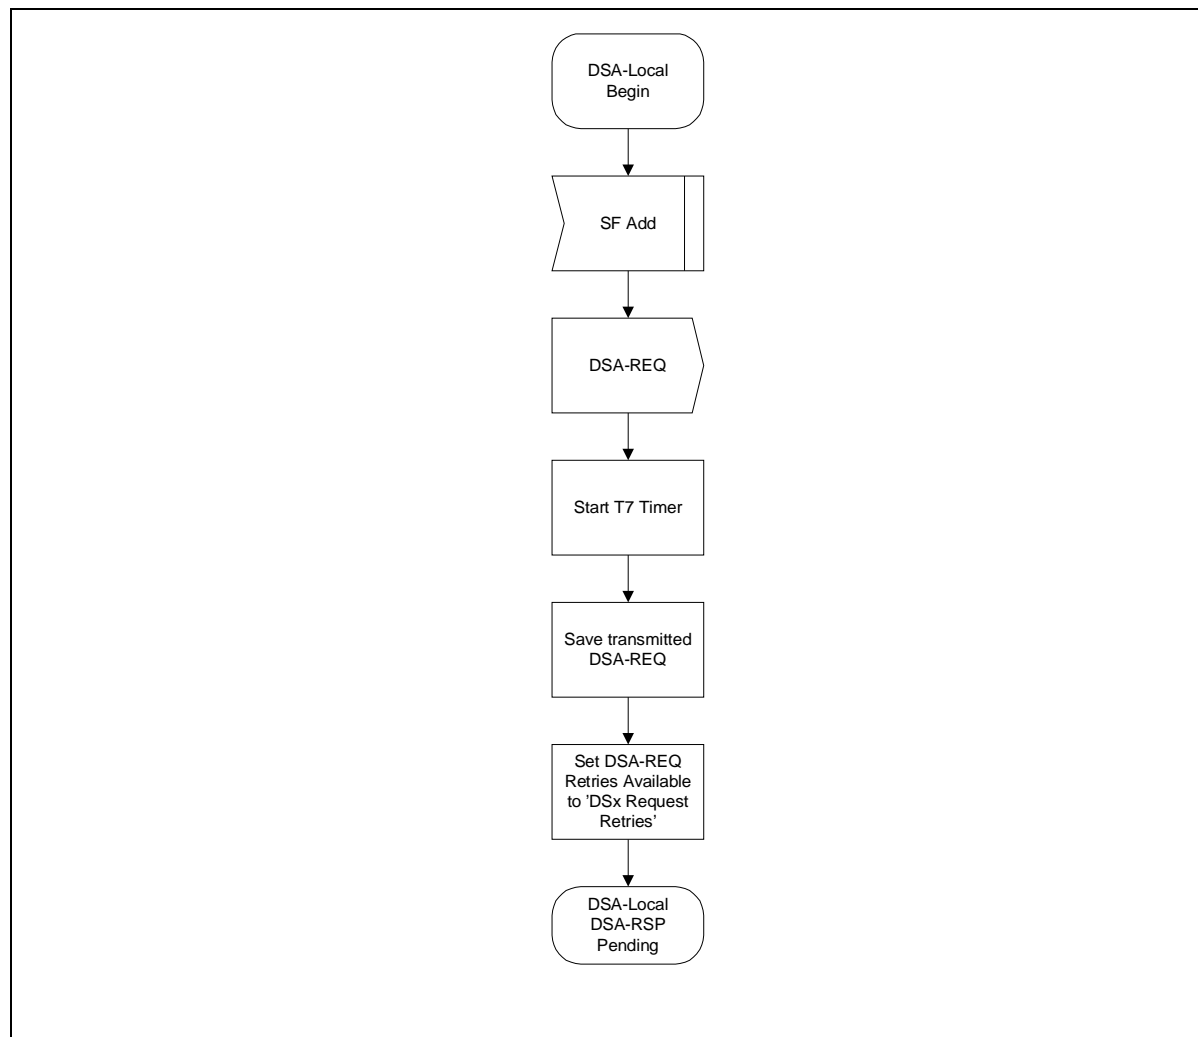 DSA-Local
Begin
SF Add
DSA-REQ
Start T7 Timer
Save transmitted
DSA-REQ
Set DSA-REQ
Retries Available
to ’DSx Request
Retries’
DSA-Local
DSA-RSP
Pending